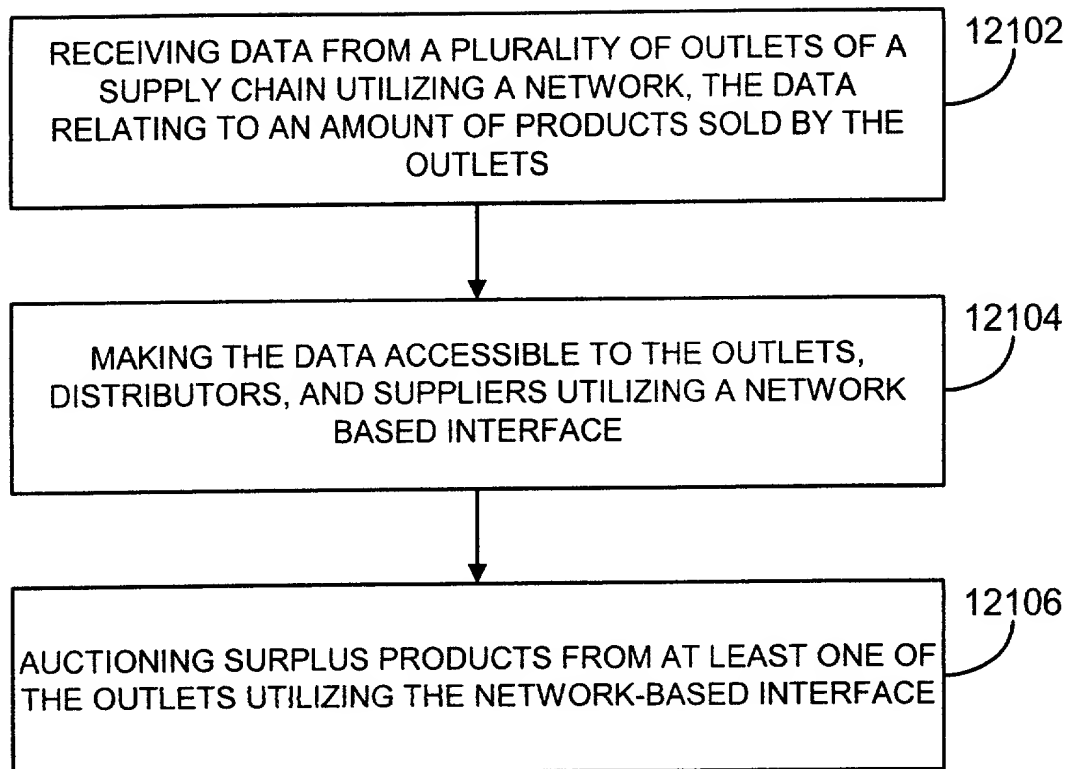 RECEIVING DATA FROM A PLURALITY OF OUTLETS OF A
SUPPLY CHAIN UTILIZING A NETWORK, THE DATA
RELATING TO AN AMOUNT OF PRODUCTS SOLD BY THE
OUTLETS
12102
MAKING THE DATA ACCESSIBLE TO THE OUTLETS,
DISTRIBUTORS, AND SUPPLIERS UTILIZING A NETWORK
BASED INTERFACE
12104
AUCTIONING SURPLUS PRODUCTS FROM AT LEAST ONE OF
THE OUTLETS UTILIZING THE NETWORK-BASED INTERFACE
12106